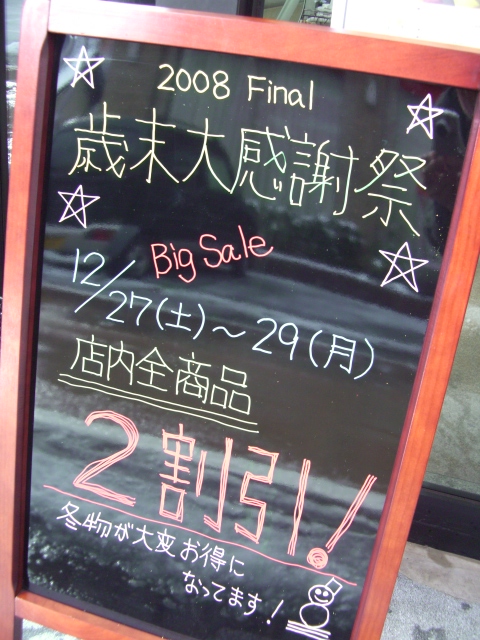 2008 Final
歳末大感謝祭
Big Sale
12/27(土)～29(月)
店内全商品
2割引!!
冬物が大変お得に
なってます!